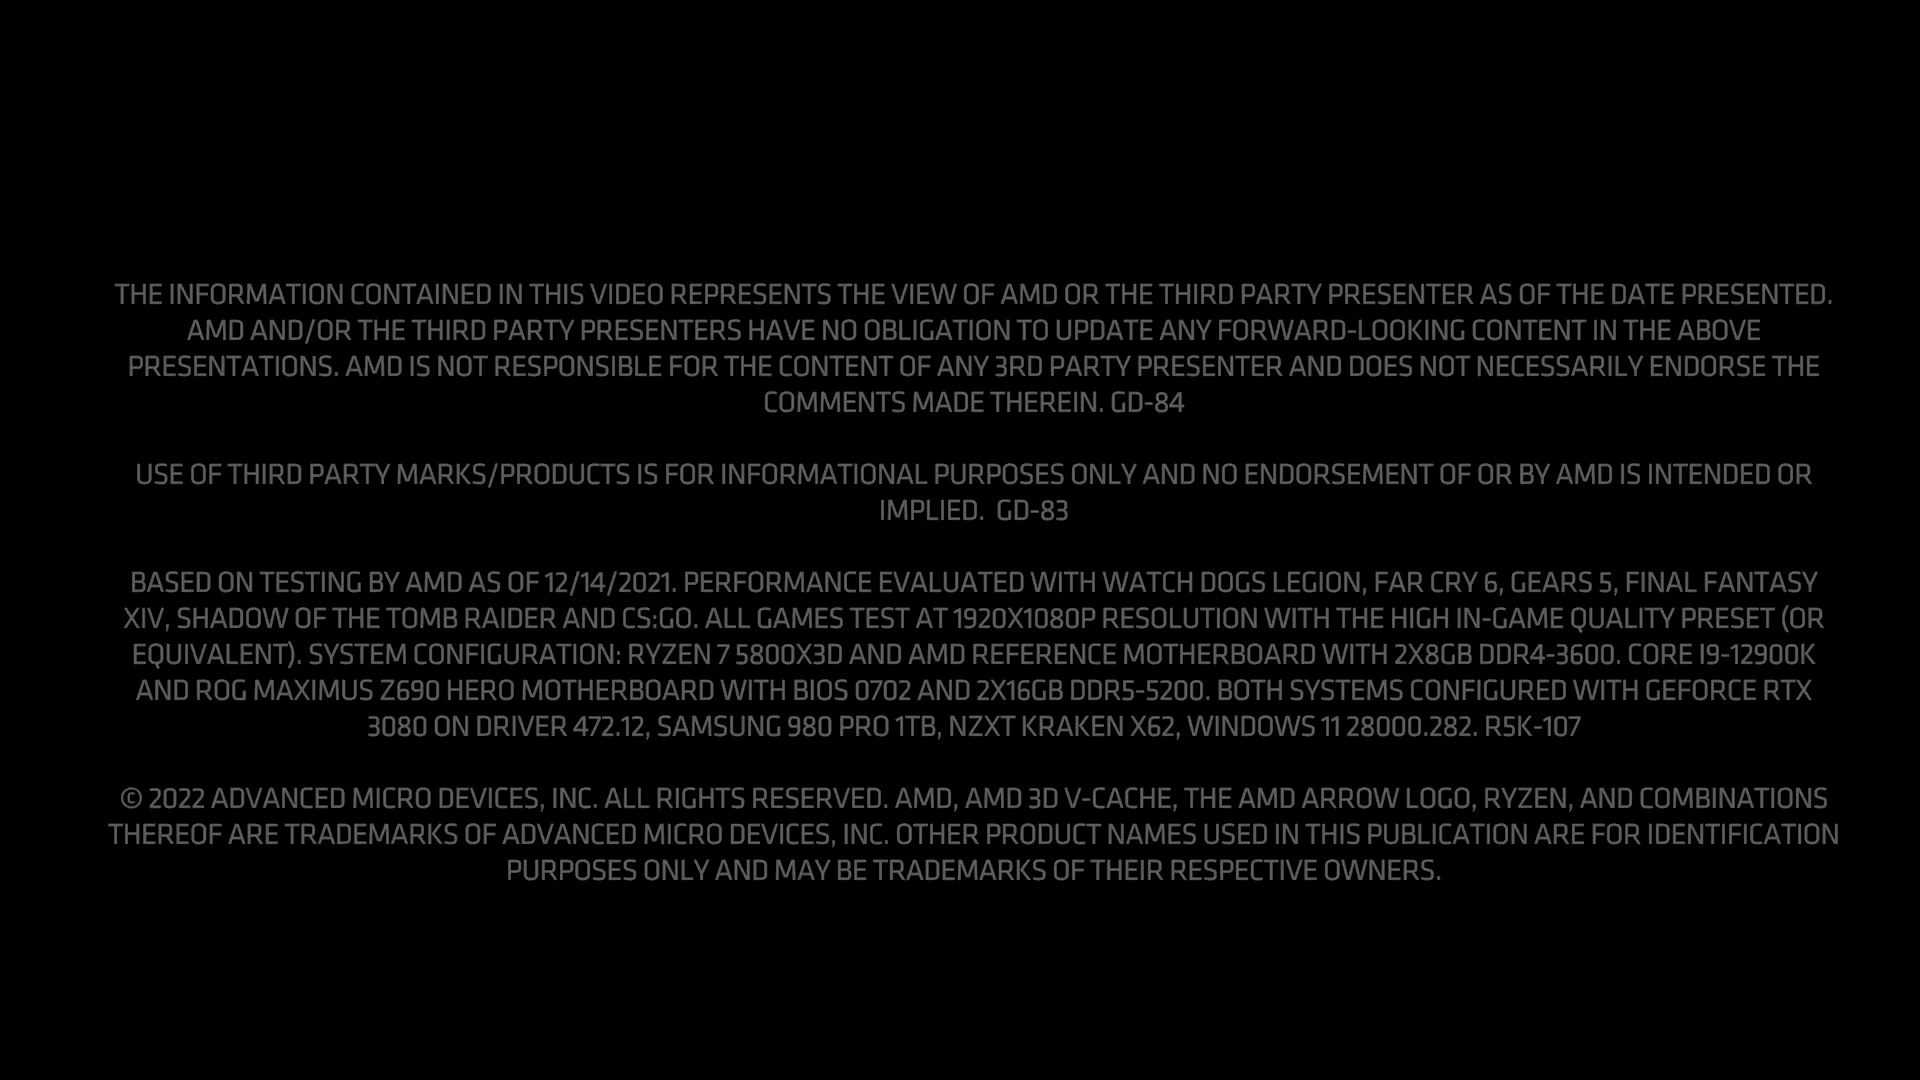 THE INFORMATION CONTAINED IN THIS VIDEO REPRESENTS THE VIEW OF AMD OR THE THIRD PARTY PRESENTER AS OF THE DATE PRESENTED.
AMD AND/OR THE THIRD PARTY PRESENTERS HAVE NO OBLIGATION TO UPDATE ANY FORWARD-LOOKING CONTENT IN THE ABOVE
PRESENTATIONS. AMD IS NOT RESPONSIBLE FOR THE CONTENT OF ANY 3RD PARTY PRESENTER AND DOES NOT NECESSARILY ENDORSE THE
COMMENTS MADE THEREIN. GD-84
USE OF THIRD PARTY MARKS/PRODUCTS IS FOR INFORMATIONAL PURPOSES ONLY AND NO ENDORSEMENT OF OR BY AMD IS INTENDED OR
IMPLIED. GD-83
BASED ON TESTING BY AMD AS OF 12/14/2021. PERFORMANCE EVALUATED WITH WATCH DOGS LEGION, FAR CRY 6, GEARS 5, FINAL FANTASY
XIV, SHADOW OF THE TOMB RAIDER AND CS:GO. ALL GAMES TEST AT 1920X1080P RESOLUTION WITH THE HIGH IN-GAME QUALITY PRESET (OR
EQUIVALENT). SYSTEM CONFIGURATION: RYZEN 7 5800X3D AND AMD REFERENCE MOTHERBOARD WITH 2X8GB DDR4-3600. CORE I9-12900K
AND ROG MAXIMUS Z690 HERO MOTHERBOARD WITH BIOS 0702 AND 2X16GB DDR5-5200. BOTH SYSTEMS CONFIGURED WITH GEFORCE RTX
3080 ON DRIVER 472.12, SAMSUNG 980 PRO 1TB, NZXT KRAKEN X62, WINDOWS 11 28000.282. R5K-107
© 2022 ADVANCED MICRO DEVICES, INC. ALL RIGHTS RESERVED. AMD, AMD 3D V-CACHE, THE AMD ARROW LOGO, RYZEN, AND COMBINATIONS
THEREOF ARE TRADEMARKS OF ADVANCED MICRO DEVICES, INC. OTHER PRODUCT NAMES USED IN THIS PUBLICATION ARE FOR IDENTIFICATION
PURPOSES ONLY AND MAY BE TRADEMARKS OF THEIR RESPECTIVE OWNERS.